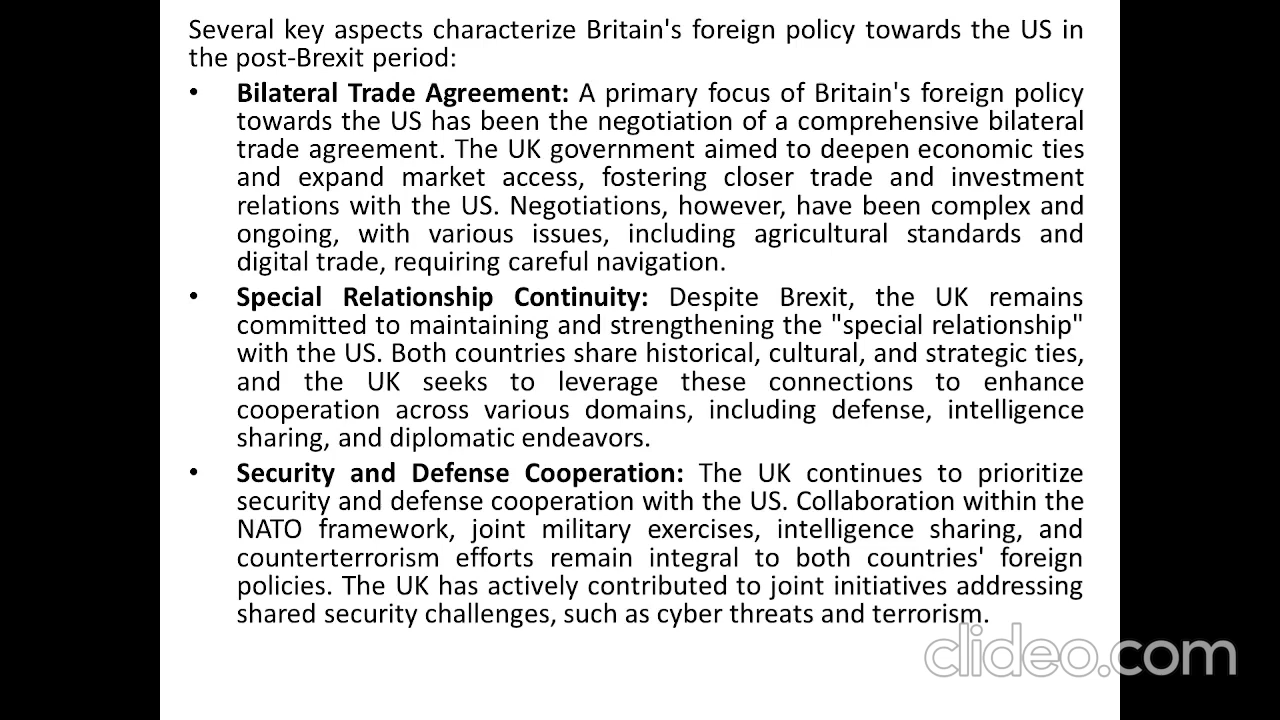 Several key aspects characterize Britain's foreign policy towards the US in
the post-Brexit period:
• Bilateral Trade Agreement: A primary focus of Britain's foreign policy
towards the US has been the negotiation of a comprehensive bilateral
trade agreement. The UK government aimed to deepen economic ties
and expand market access, fostering closer trade and investment
relations with the US. Negotiations, however, have been complex and
ongoing, with various issues, including agricultural standards and
digital trade, requiring careful navigation.
• Special Relationship Continuity: Despite Brexit, the UK remains
committed to maintaining and strengthening the "special relationship"
with the US. Both countries share historical, cultural, and strategic ties,
and the UK seeks to leverage these connections to enhance
cooperation across various domains, including defense, intelligence
sharing, and diplomatic endeavors.
• Security and Defense Cooperation: The UK continues to prioritize
security and defense cooperation with the US. Collaboration within the
NATO framework, joint military exercises, intelligence sharing, and
counterterrorism efforts remain integral to both countries' foreign
policies. The UK has actively contributed to joint initiatives addressing
shared security challenges, such as cyber threats and terrorism.
clideo.com